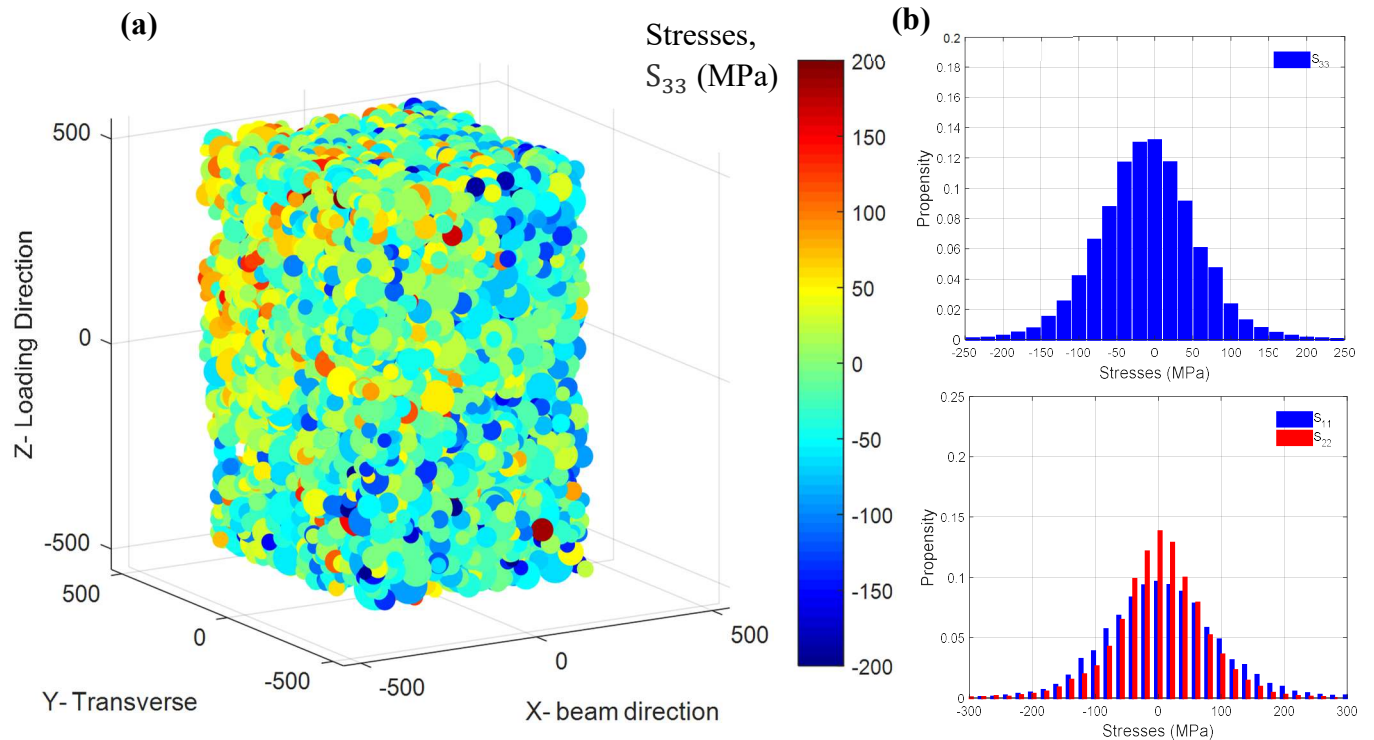 (a)
Stresses,
S33 (MPa)
200
150
100
50
0
-50
-100
-150
-200
500
0
-500
Z- Loading Direction
500
0
-500
Y- Transverse
-500
0
500
X- beam direction
(b)
0.2
0.18
0.16
0.14
0.12
0.1
0.08
0.06
0.04
0.02
0
Propensity
S33
-250 -200 -150 -100 -50 0 50 100 150 200 250
Stresses (MPa)
0.25
0.2
0.15
0.1
0.05
0
Propensity
S11
S22
-300 -200 -100 0 100 200 300
Stresses (MPa)